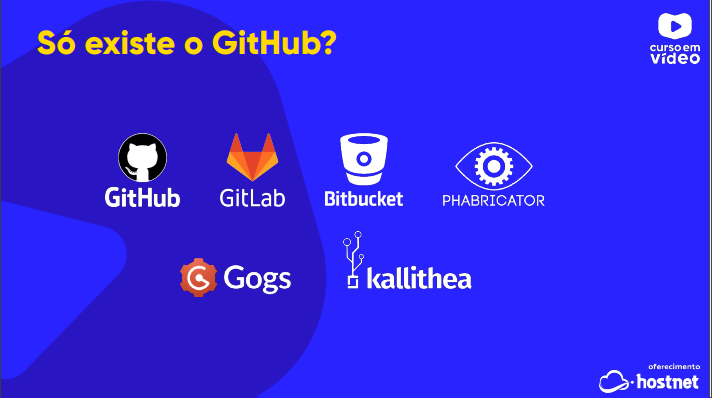 Só existe o GitHub?
curso em
vídeo
GitHub
GitLab
Bitbucket
PHABRICATOR
Gogs
kallithea
oferecimento
hostnet